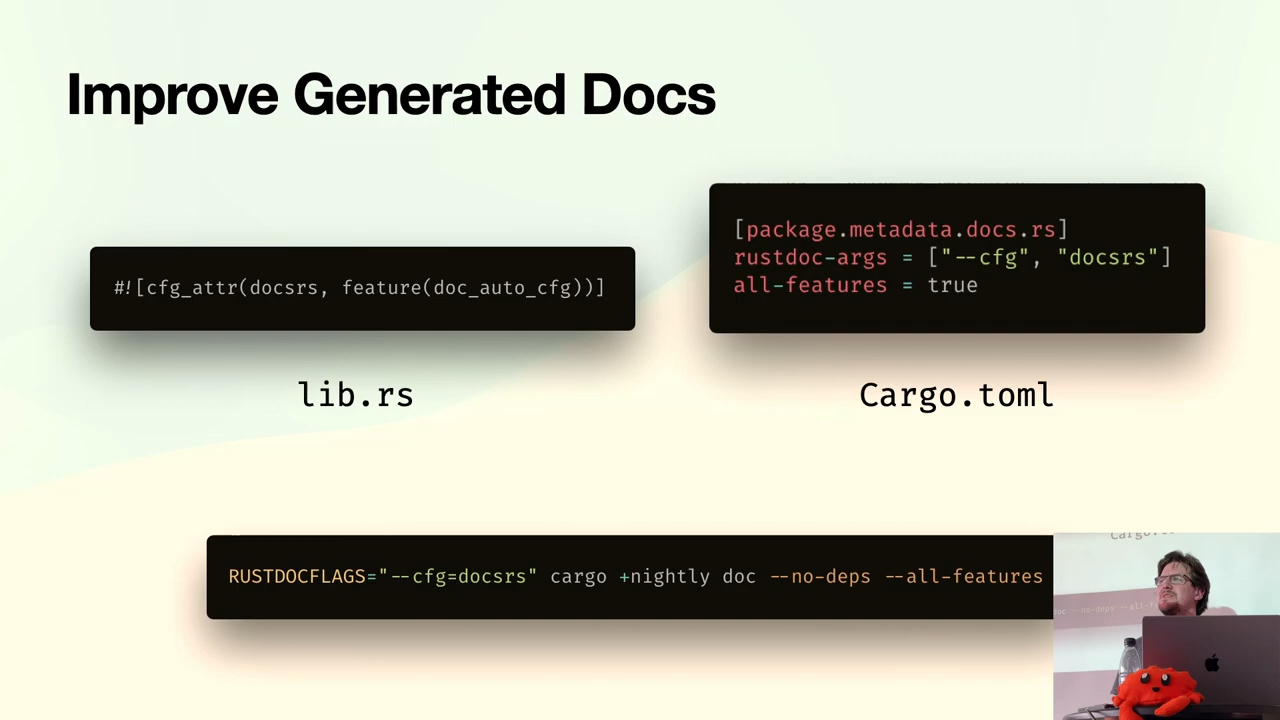 Improve Generated Docs
#![cfg_attr(docsrs, feature(doc_auto_cfg))]
lib.rs
[package.metadata.docs.rs]
rustdoc-args = ["--cfg", "docsrs"]
all-features = true
Cargo.toml
RUSTDOCFLAGS="--cfg=docsrs" cargo +nightly doc --no-deps --all-features